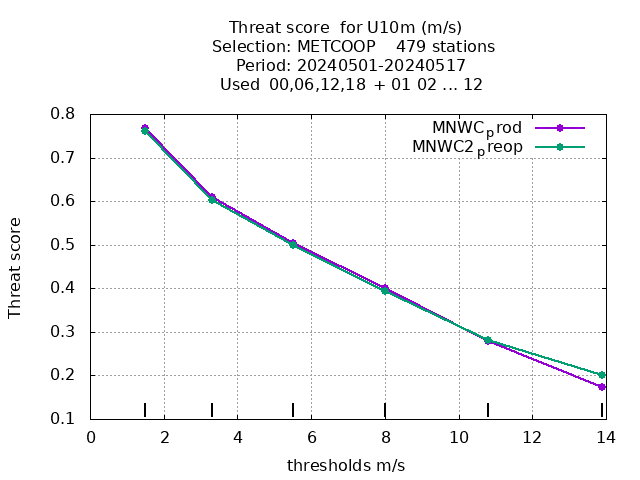 Threat score  for U10m (m/s)
Selection: METCOOP    479 stations
Period: 20240501-20240517
Used  00,06,12,18  + 01 02 ... 12
MNWCprod
MNWC2preop
0.8
0.7
0.6
0.5
0.4
0.3
0.2
0.1
Threat score
0 2 4 6 8 10 12 14
thresholds m/s